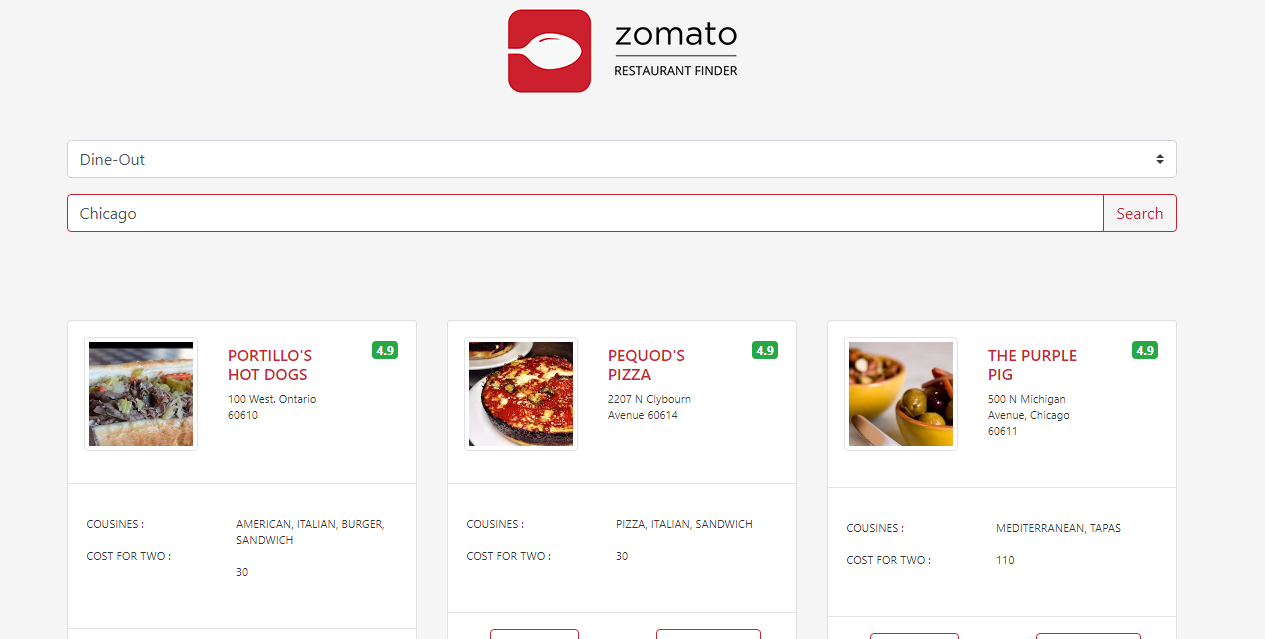 zomato
RESTAURANT FINDER
Dine-Out
Chicago
Search
PORTILLO'S
HOT DOGS
4.9
100 West. Ontario
60610
COUSINES :
AMERICAN, ITALIAN, BURGER,
SANDWICH
COST FOR TWO :
30
PEQUOD'S
PIZZA
4.9
2207 N Clybourn
Avenue 60614
COUSINES :
PIZZA, ITALIAN, SANDWICH
COST FOR TWO :
30
THE PURPLE
PIG
4.9
500 N Michigan
Avenue, Chicago
60611
COUSINES :
MEDITERRANEAN, TAPAS
COST FOR TWO :
110